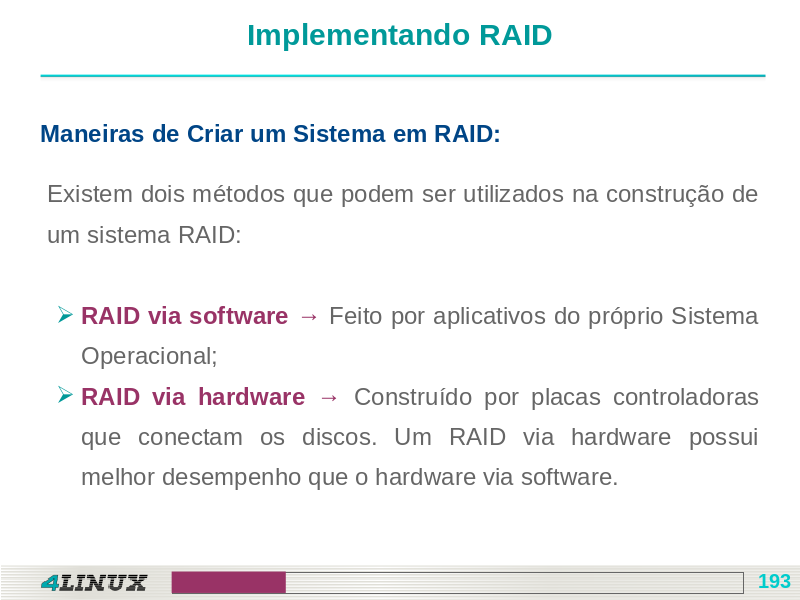 Implementando RAID
Maneiras de Criar um Sistema em RAID:
Existem dois métodos que podem ser utilizados na construção de
um sistema RAID:
RAID via software → Feito por aplicativos do próprio Sistema
Operacional;
RAID via hardware → Construído por placas controladoras
que conectam os discos. Um RAID via hardware possui
melhor desempenho que o hardware via software.
4LINUX
193